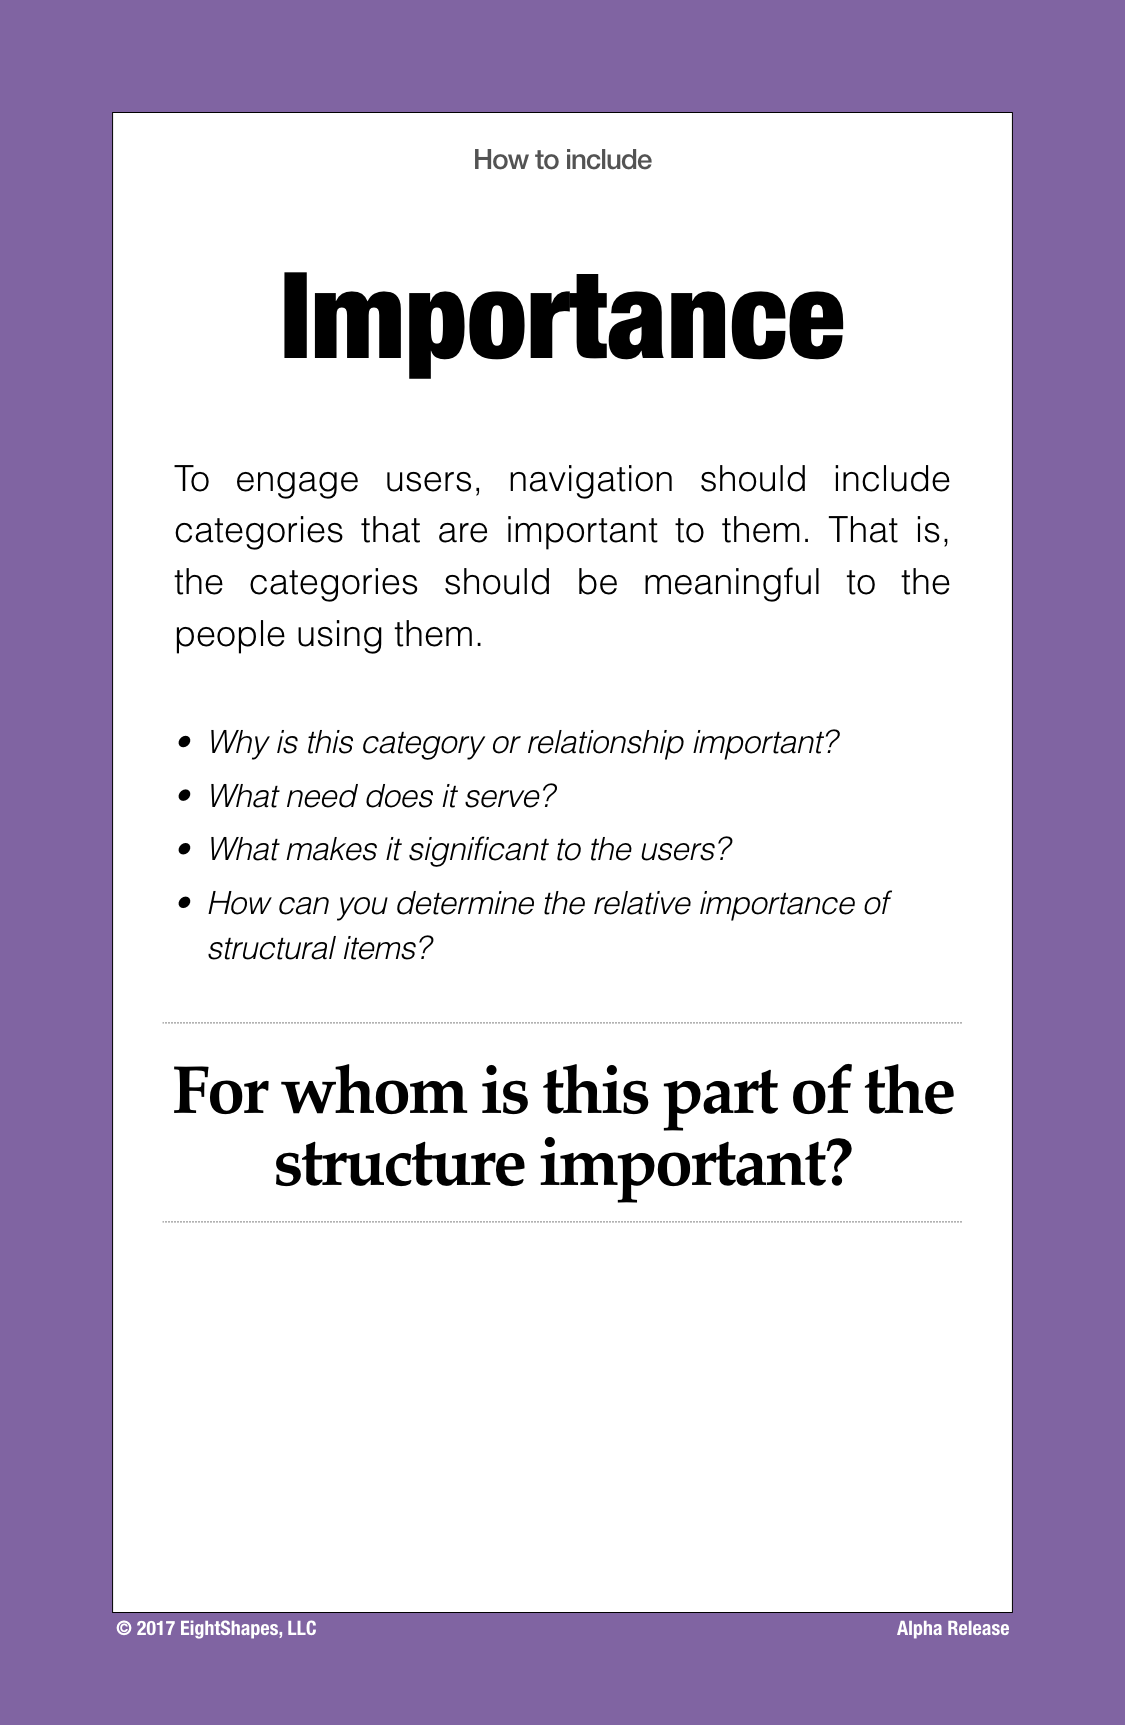 How to include
Importance
To engage users, navigation should include
categories that are important to them. That is,
the categories should be meaningful to the
people using them.
• Why is this category or relationship important?
• What need does it serve?
• What makes it significant to the users?
• How can you determine the relative importance of
structural items?
For whom is this part of the
structure important?
© 2017 EightShapes, LLC
Alpha Release